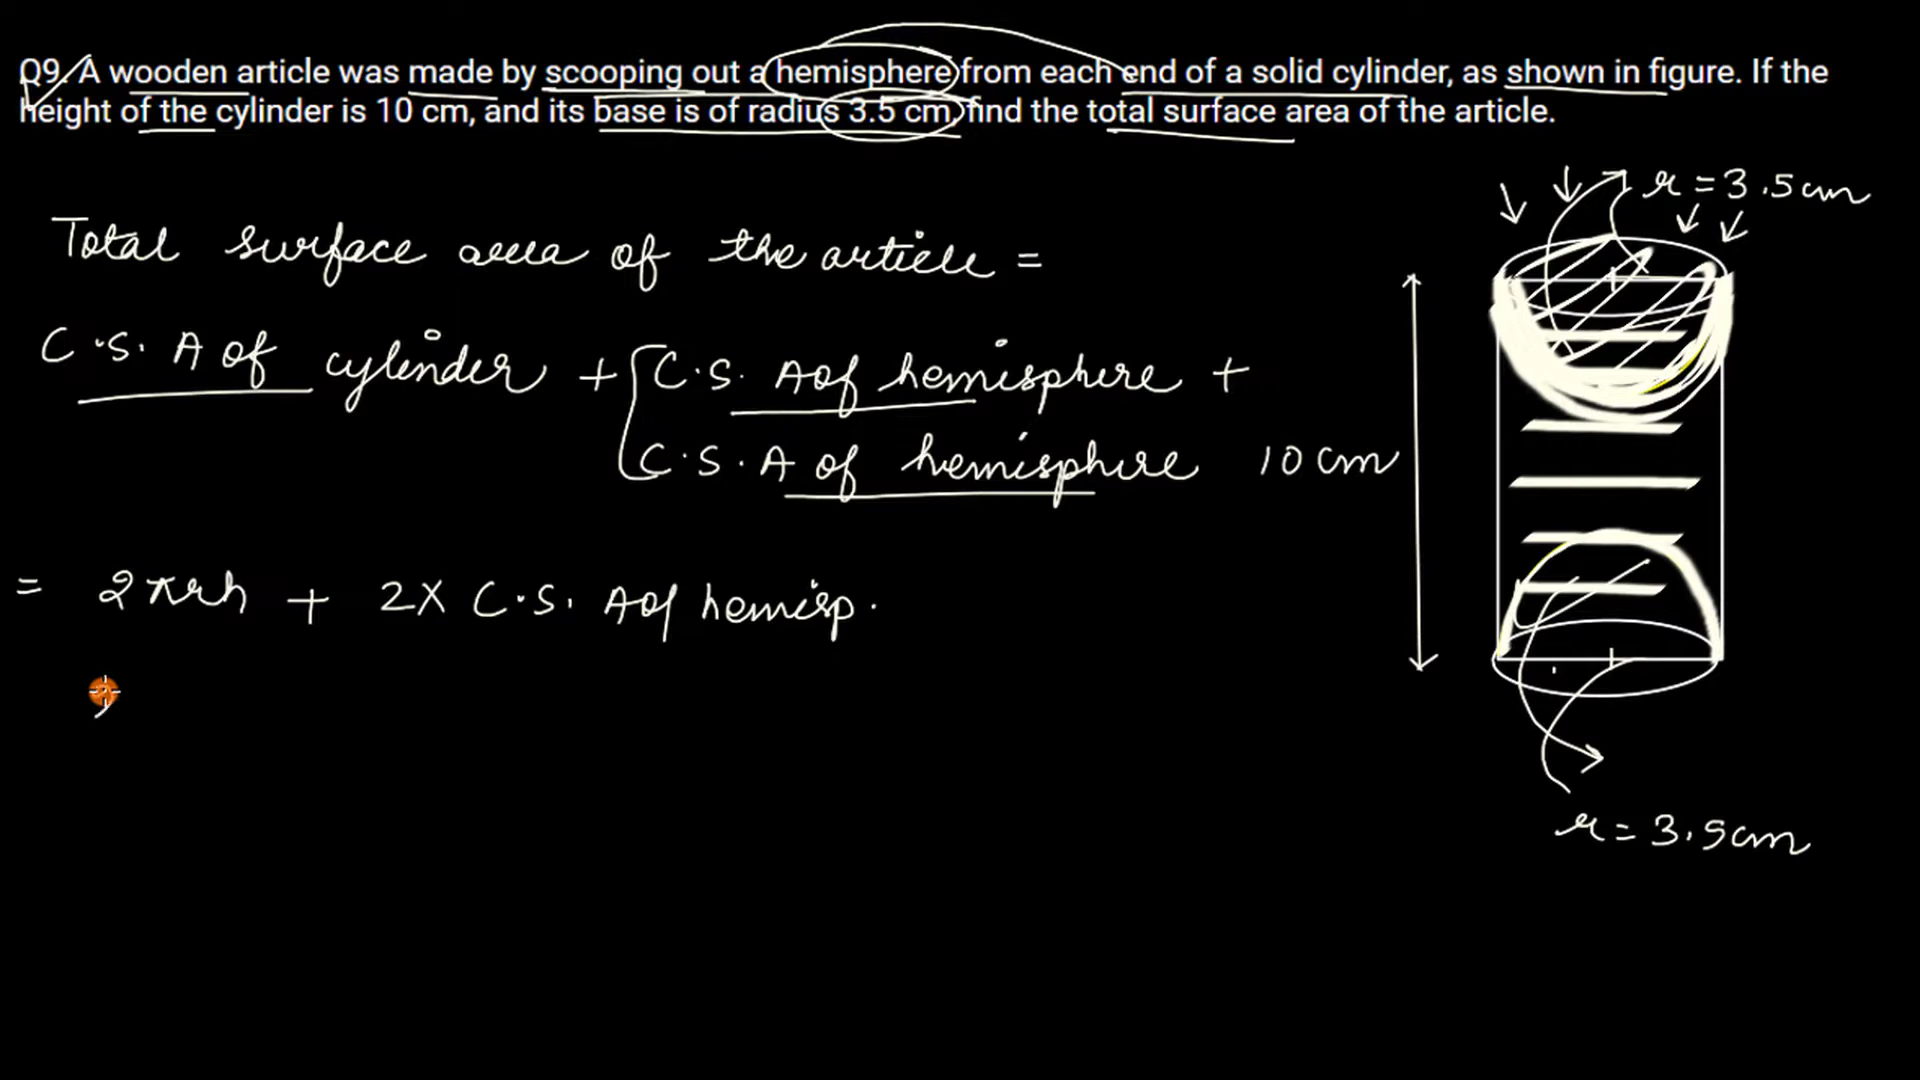 Q9. A wooden article was made by scooping out a hemisphere from each end of a solid cylinder, as shown in figure. If the
height of the cylinder is 10 cm, and its base is of radius 3.5 cm, find the total surface area of the article.
r = 3.5cm
Total surface area of the article =
C.S. A of cylinder + C.S. A of hemisphere +
C.S.A of hemisphere
10 cm
= 2πrh + 2X C.S. A of hemisp.
r = 3.5cm